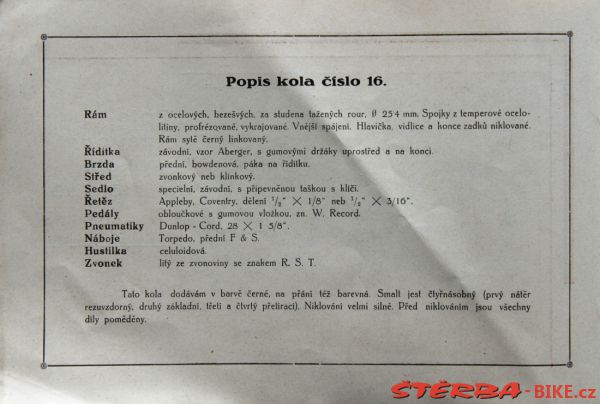 Popis kola číslo 16.
Rám z ocelových, bezešvých, za studena tažených rour, Ø 25·4 mm. Spojky z temperové ocelo-
litiny, profrézované, vykrajované. Vnější spájení. Hlavička, vidlice a konce zadků niklované.
Rám sytě černý linkovaný.
Řidítka závodní, vzor Aberger, s gumovými držáky uprostřed a na konci.
Brzda přední, bowdenová, páka na řidítku.
Střed zvonkový neb klínkový.
Sedlo specielní, závodní, s připevněnou taškou s klíči.
Řetěz Appleby, Coventry, dělení 1/2" × 1/8" neb 1/2" × 3/16".
Pedály obloučkové s gumovou vložkou, zn. W. Record.
Pneumatiky Dunlop - Cord, 28 × 1 5/8".
Náboje Torpedo, přední F & S.
Hustilka celuloidová.
Zvonek litý ze zvonoviny se znakem R. S. T.
Tato kola dodávám v barvě černé, na přání též barevná. Smalt jest čtyřnásobný (prvý nátěr
rezuvzdorný, druhý základní, třetí a čtvrtý přetírací). Niklování velmi silné. Před niklováním jsou všechny
díly poměděny.
ŠTĚRBA-BIKE.cz